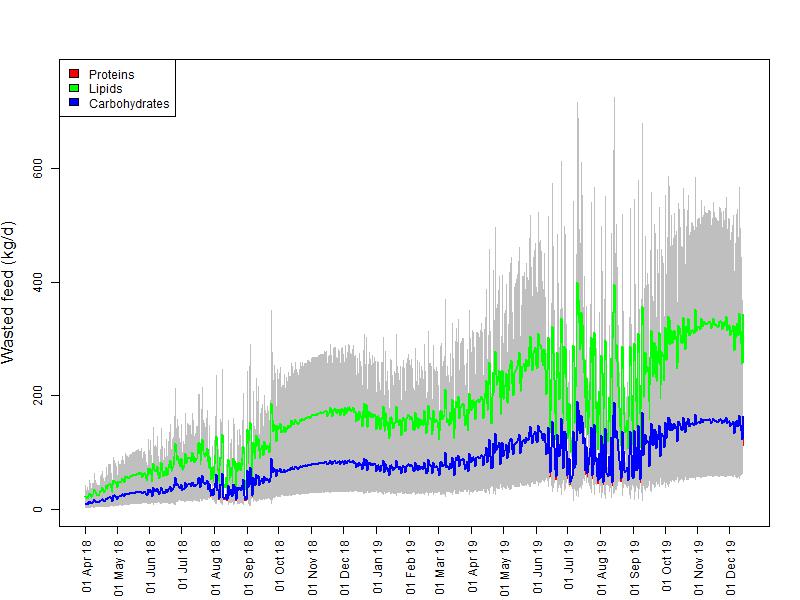 Proteins
Lipids
Carbohydrates
Wasted feed (kg/d)
600
400
200
0
01 Apr 18
01 May 18
01 Jun 18
01 Jul 18
01 Aug 18
01 Sep 18
01 Oct 18
01 Nov 18
01 Dec 18
01 Jan 19
01 Feb 19
01 Mar 19
01 Apr 19
01 May 19
01 Jun 19
01 Jul 19
01 Aug 19
01 Sep 19
01 Oct 19
01 Nov 19
01 Dec 19